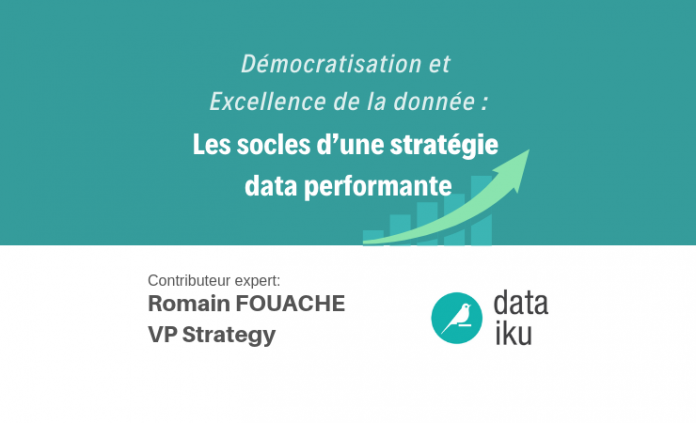 Démocratisation et
Excellence de la donnée :
Les socles d'une stratégie
data performante
Contributeur expert:
Romain FOUACHE
VP Strategy
data
iku